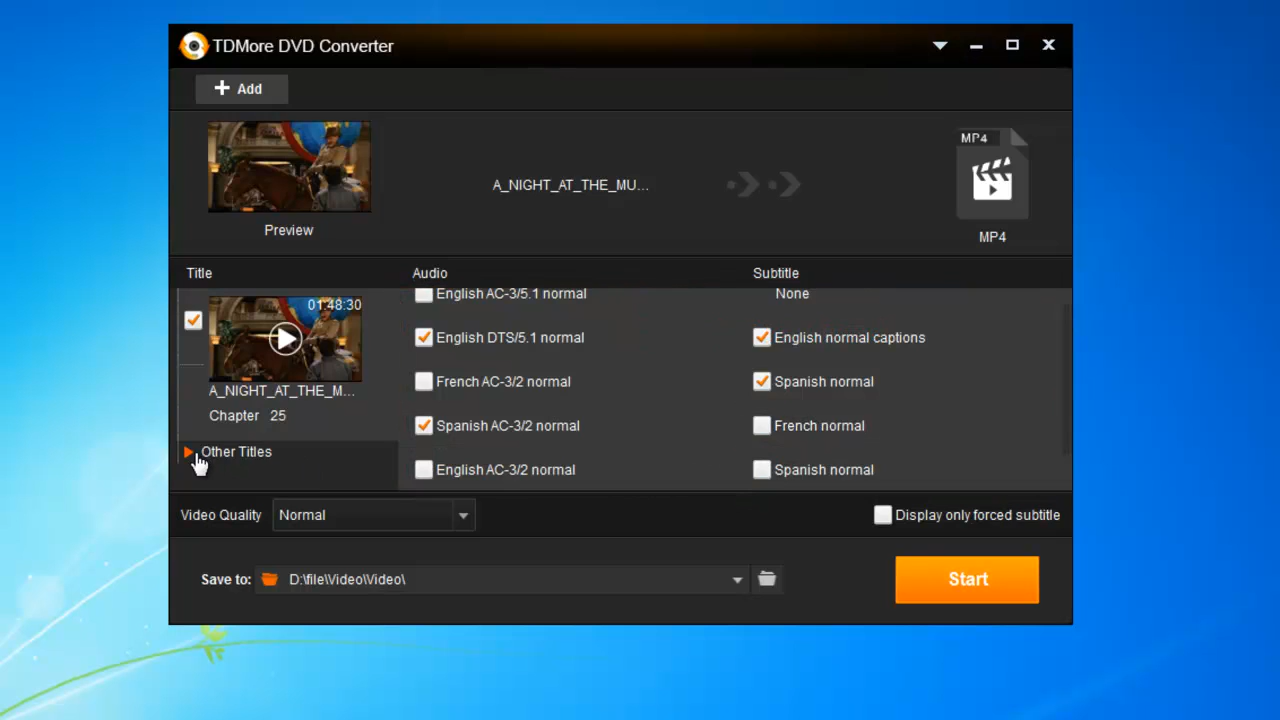 TDMore DVD Converter
Add
Preview
A_NIGHT_AT_THE_MU...
MP4
MP4
Title
Audio
Subtitle
01:48:30
A_NIGHT_AT_THE_M...
Chapter 25
Other Titles
English AC-3/5.1 normal
English DTS/5.1 normal
French AC-3/2 normal
Spanish AC-3/2 normal
English AC-3/2 normal
None
English normal captions
Spanish normal
French normal
Spanish normal
Video Quality
Normal
Display only forced subtitle
Save to:
D:\file\Video\Video\
Start